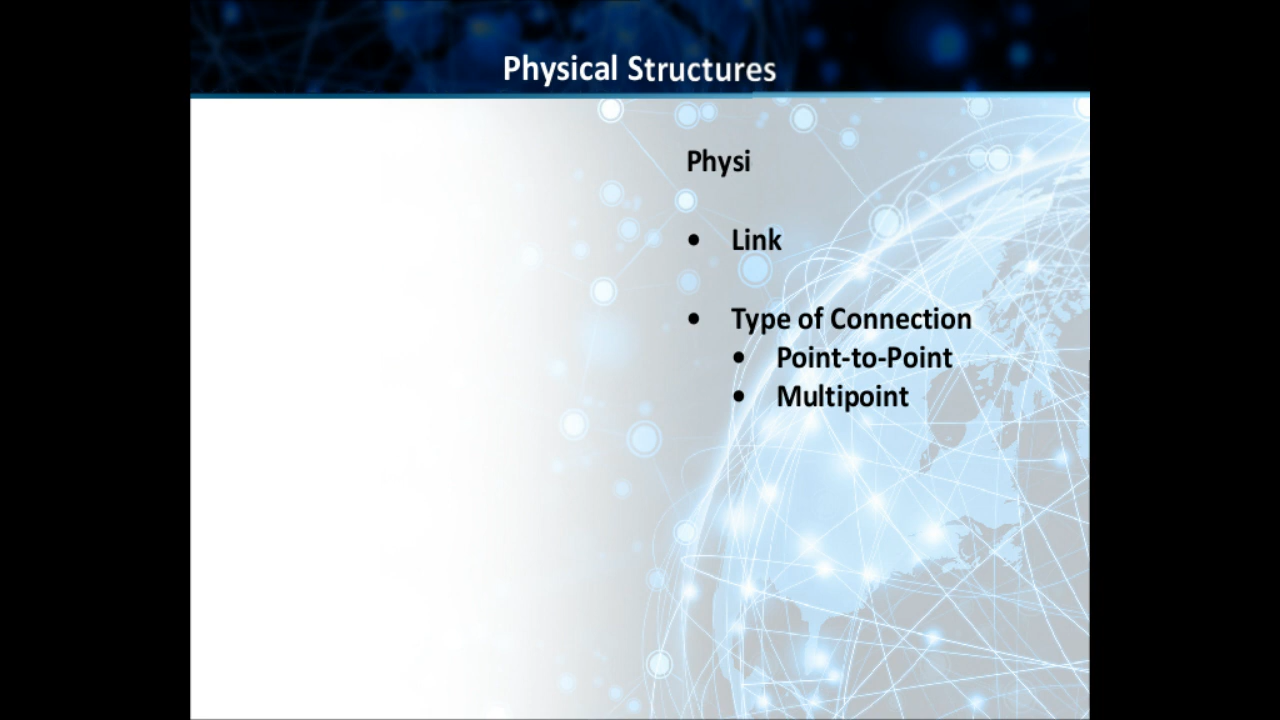 Physical Structures
Physi
• Link
• Type of Connection
• Point-to-Point
• Multipoint